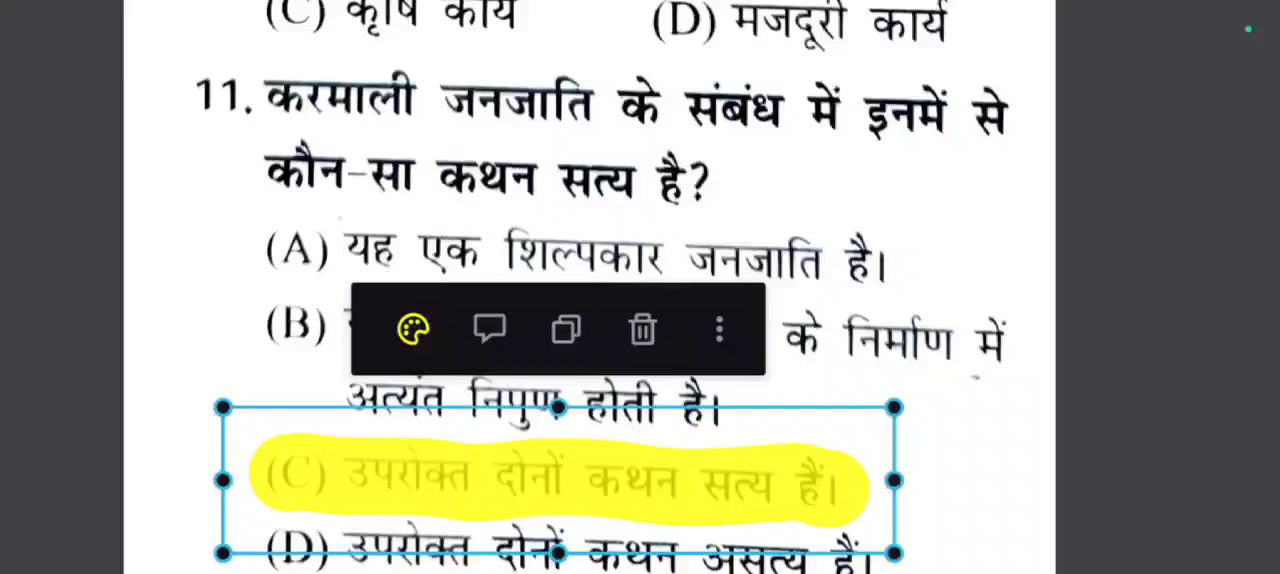 (C) कृषि कार्य (D) मजदूरी कार्य
11. करमाली जनजाति के संबंध में इनमें से
कौन-सा कथन सत्य है?
(A) यह एक शिल्पकार जनजाति है।
(B) के निर्माण में
अत्यंत निपुण होती है।
(C) उपरोक्त दोनों कथन सत्य हैं।
(D) उपरोक्त दोनों कथन असत्य हैं।